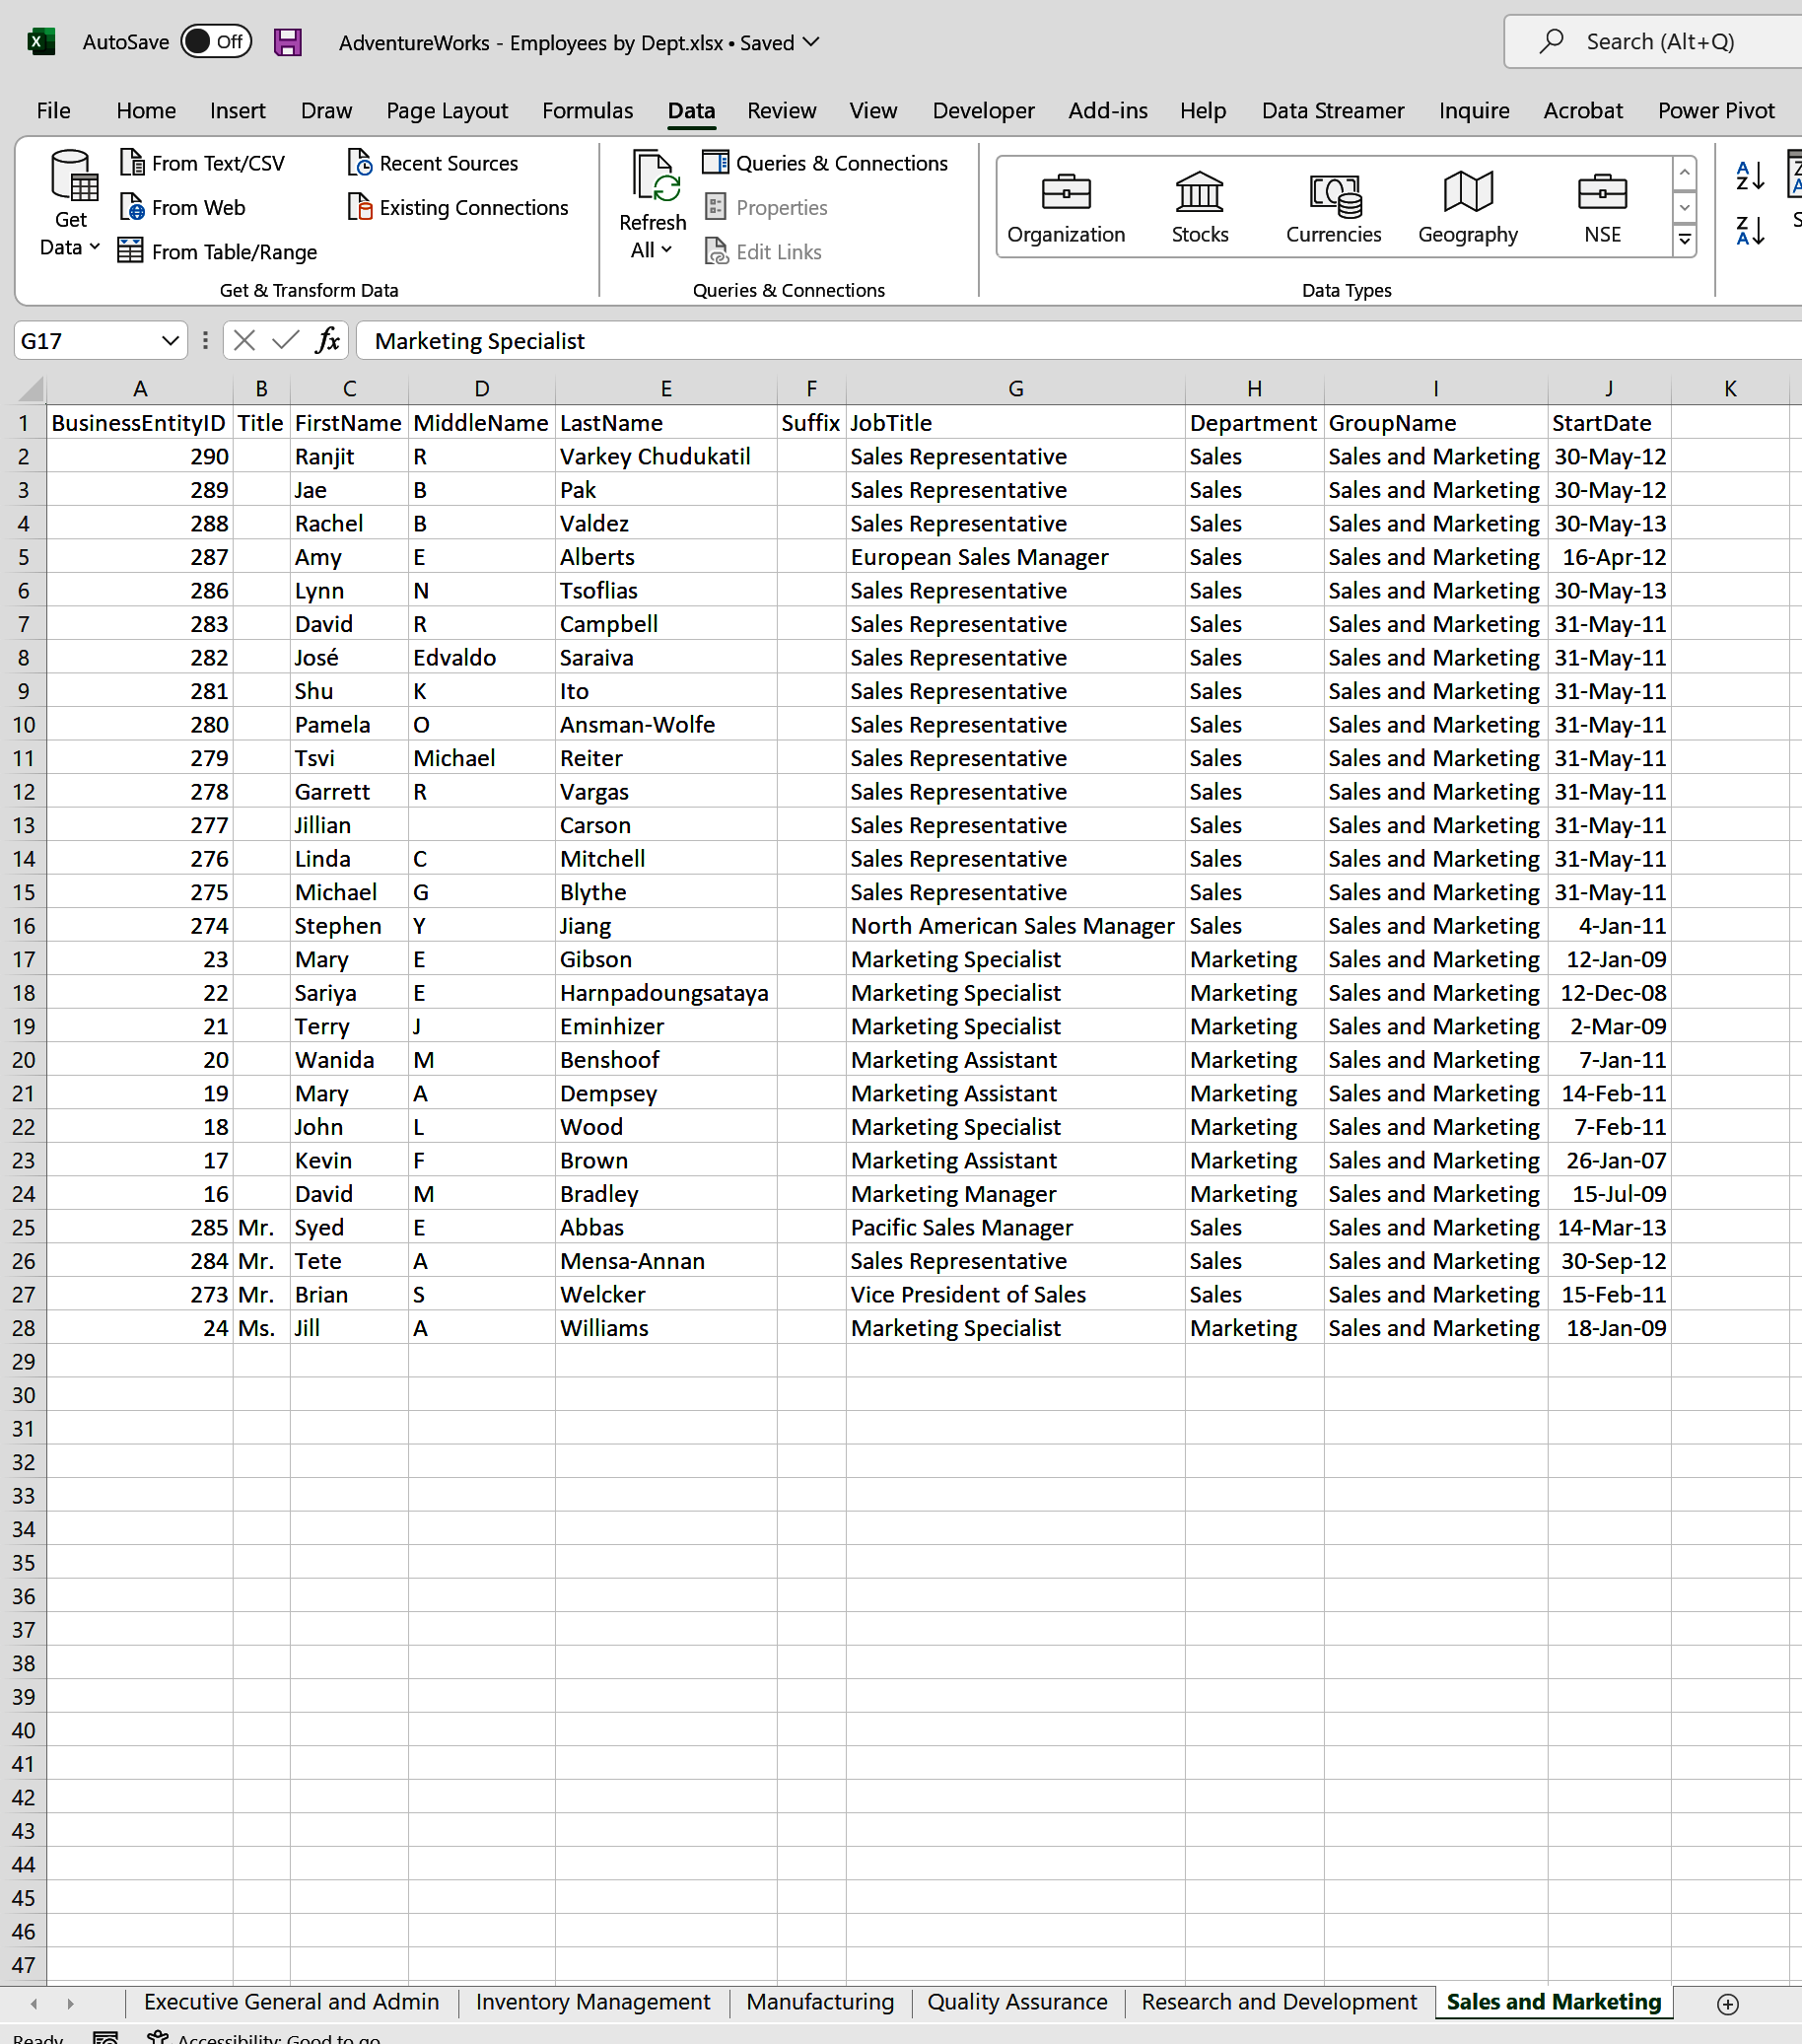 AutoSave Off AdventureWorks - Employees by Dept.xlsx • Saved Search (Alt+Q)
File Home Insert Draw Page Layout Formulas Data Review View Developer Add-ins Help Data Streamer Inquire Acrobat Power Pivot
Get Data
From Text/CSV
From Web
From Table/Range
Recent Sources
Existing Connections
Get & Transform Data
Refresh All
Queries & Connections
Properties
Edit Links
Queries & Connections
Organization Stocks Currencies Geography NSE
Data Types
G17 fx Marketing Specialist
A B C D E F G H I J K
1 BusinessEntityID Title FirstName MiddleName LastName Suffix JobTitle Department GroupName StartDate
2 290 Ranjit R Varkey Chudukatil Sales Representative Sales Sales and Marketing 30-May-12
3 289 Jae B Pak Sales Representative Sales Sales and Marketing 30-May-12
4 288 Rachel B Valdez Sales Representative Sales Sales and Marketing 30-May-13
5 287 Amy E Alberts European Sales Manager Sales Sales and Marketing 16-Apr-12
6 286 Lynn N Tsoflias Sales Representative Sales Sales and Marketing 30-May-13
7 283 David R Campbell Sales Representative Sales Sales and Marketing 31-May-11
8 282 José Edvaldo Saraiva Sales Representative Sales Sales and Marketing 31-May-11
9 281 Shu K Ito Sales Representative Sales Sales and Marketing 31-May-11
10 280 Pamela O Ansman-Wolfe Sales Representative Sales Sales and Marketing 31-May-11
11 279 Tsvi Michael Reiter Sales Representative Sales Sales and Marketing 31-May-11
12 278 Garrett R Vargas Sales Representative Sales Sales and Marketing 31-May-11
13 277 Jillian Carson Sales Representative Sales Sales and Marketing 31-May-11
14 276 Linda C Mitchell Sales Representative Sales Sales and Marketing 31-May-11
15 275 Michael G Blythe Sales Representative Sales Sales and Marketing 31-May-11
16 274 Stephen Y Jiang North American Sales Manager Sales Sales and Marketing 4-Jan-11
17 23 Mary E Gibson Marketing Specialist Marketing Sales and Marketing 12-Jan-09
18 22 Sariya E Harnpadoungsataya Marketing Specialist Marketing Sales and Marketing 12-Dec-08
19 21 Terry J Eminhizer Marketing Specialist Marketing Sales and Marketing 2-Mar-09
20 20 Wanida M Benshoof Marketing Assistant Marketing Sales and Marketing 7-Jan-11
21 19 Mary A Dempsey Marketing Assistant Marketing Sales and Marketing 14-Feb-11
22 18 John L Wood Marketing Specialist Marketing Sales and Marketing 7-Feb-11
23 17 Kevin F Brown Marketing Assistant Marketing Sales and Marketing 26-Jan-07
24 16 David M Bradley Marketing Manager Marketing Sales and Marketing 15-Jul-09
25 285 Mr. Syed E Abbas Pacific Sales Manager Sales Sales and Marketing 14-Mar-13
26 284 Mr. Tete A Mensa-Annan Sales Representative Sales Sales and Marketing 30-Sep-12
27 273 Mr. Brian S Welcker Vice President of Sales Sales Sales and Marketing 15-Feb-11
28 24 Ms. Jill A Williams Marketing Specialist Marketing Sales and Marketing 18-Jan-09
29
30
31
32
33
34
35
36
37
38
39
40
41
42
43
44
45
46
47
Executive General and Admin Inventory Management Manufacturing Quality Assurance Research and Development Sales and Marketing
Ready Accessibility: Good to go